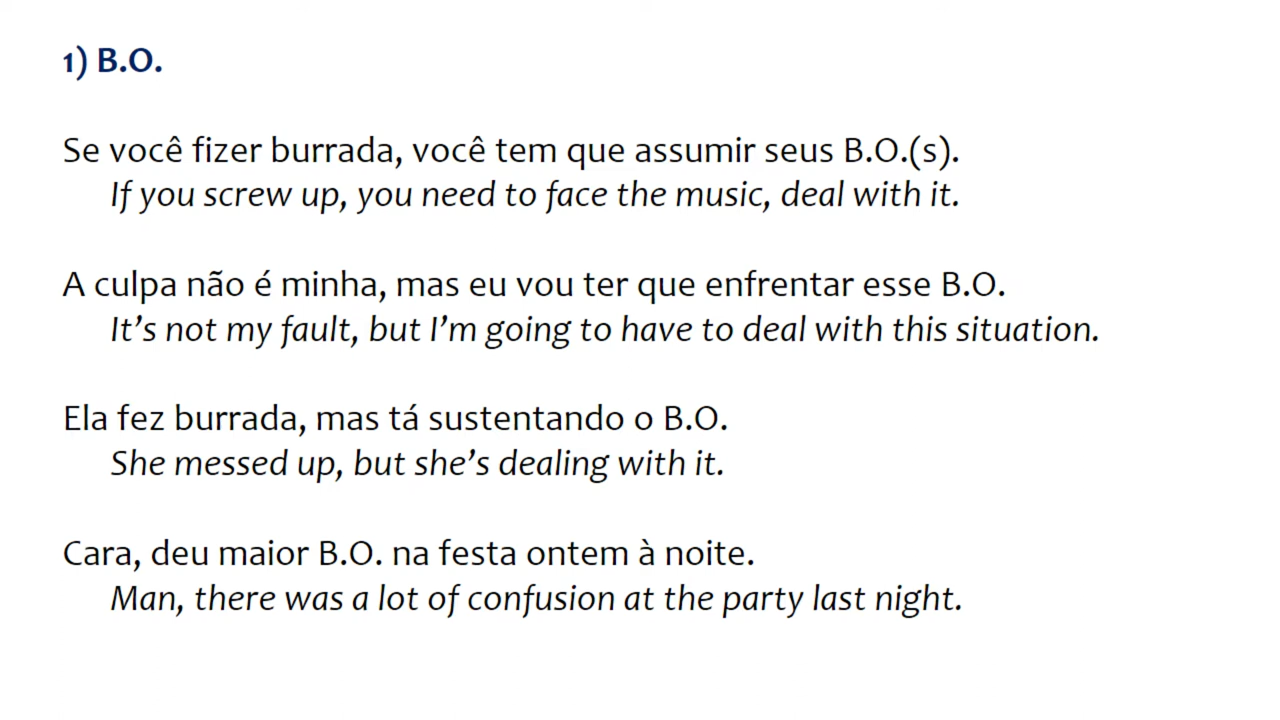 1) B.O.
Se você fizer burrada, você tem que assumir seus B.O.(s).
If you screw up, you need to face the music, deal with it.
A culpa não é minha, mas eu vou ter que enfrentar esse B.O.
It’s not my fault, but I’m going to have to deal with this situation.
Ela fez burrada, mas tá sustentando o B.O.
She messed up, but she’s dealing with it.
Cara, deu maior B.O. na festa ontem à noite.
Man, there was a lot of confusion at the party last night.